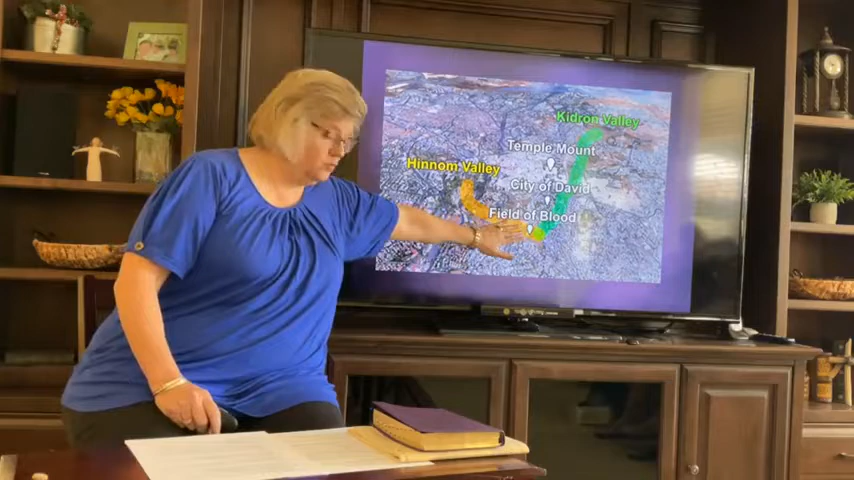 Kidron Valley
Temple Mount
Hinnom Valley
City of David
Field of Blood